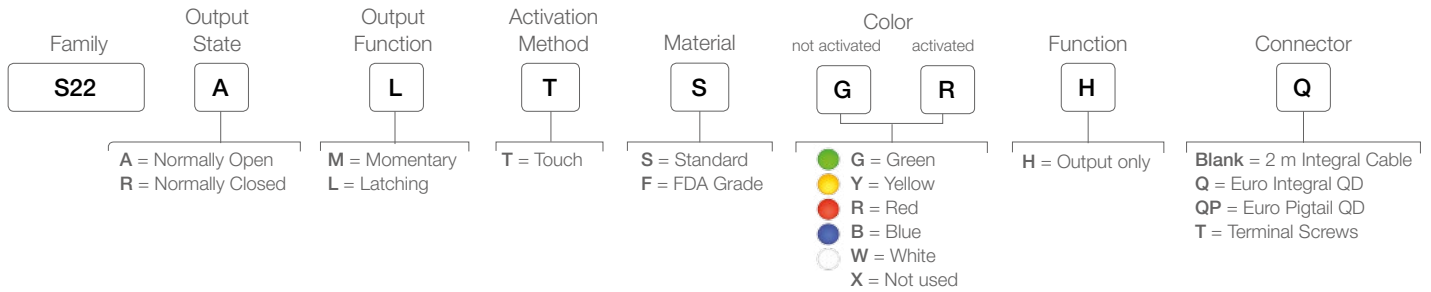 Family
Output State
Output Function
Activation Method
Material
Color
not activated
activated
Function
Connector
S22
A
L
T
S
G
R
H
Q
A = Normally Open
R = Normally Closed
M = Momentary
L = Latching
T = Touch
S = Standard
F = FDA Grade
G = Green
Y = Yellow
R = Red
B = Blue
W = White
X = Not used
H = Output only
Blank = 2 m Integral Cable
Q = Euro Integral QD
QP = Euro Pigtail QD
T = Terminal Screws